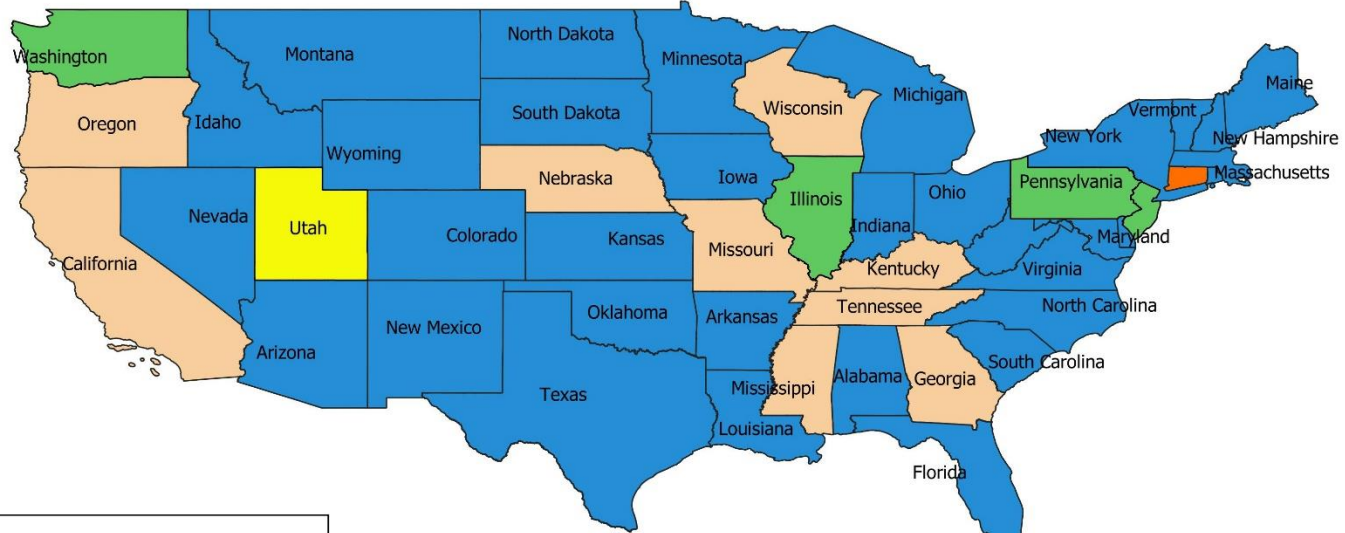 Washington
Montana
North Dakota
Minnesota
Maine
Vermont
Oregon
Idaho
South Dakota
Wisconsin
Michigan
New York
New Hampshire
Wyoming
Nebraska
Iowa
Ohio
Pennsylvania
Massachusetts
Nevada
Utah
Colorado
Kansas
Illinois
Indiana
Maryland
California
Missouri
Kentucky
Virginia
Arizona
New Mexico
Oklahoma
Arkansas
Tennessee
North Carolina
South Carolina
Texas
Mississippi
Alabama
Georgia
Louisiana
Florida